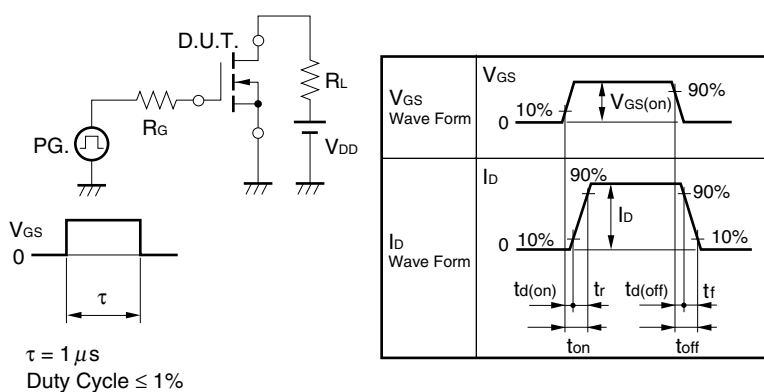 D.U.T.
RL
RG
PG.
VDD
VGS
0
τ
τ = 1 μs
Duty Cycle ≤ 1%
VGS
Wave Form
VGS
10%
0
VGS(on)
90%
ID
Wave Form
ID
90%
90%
0
10%
ID
10%
td(on)
tr
td(off)
tf
ton
toff